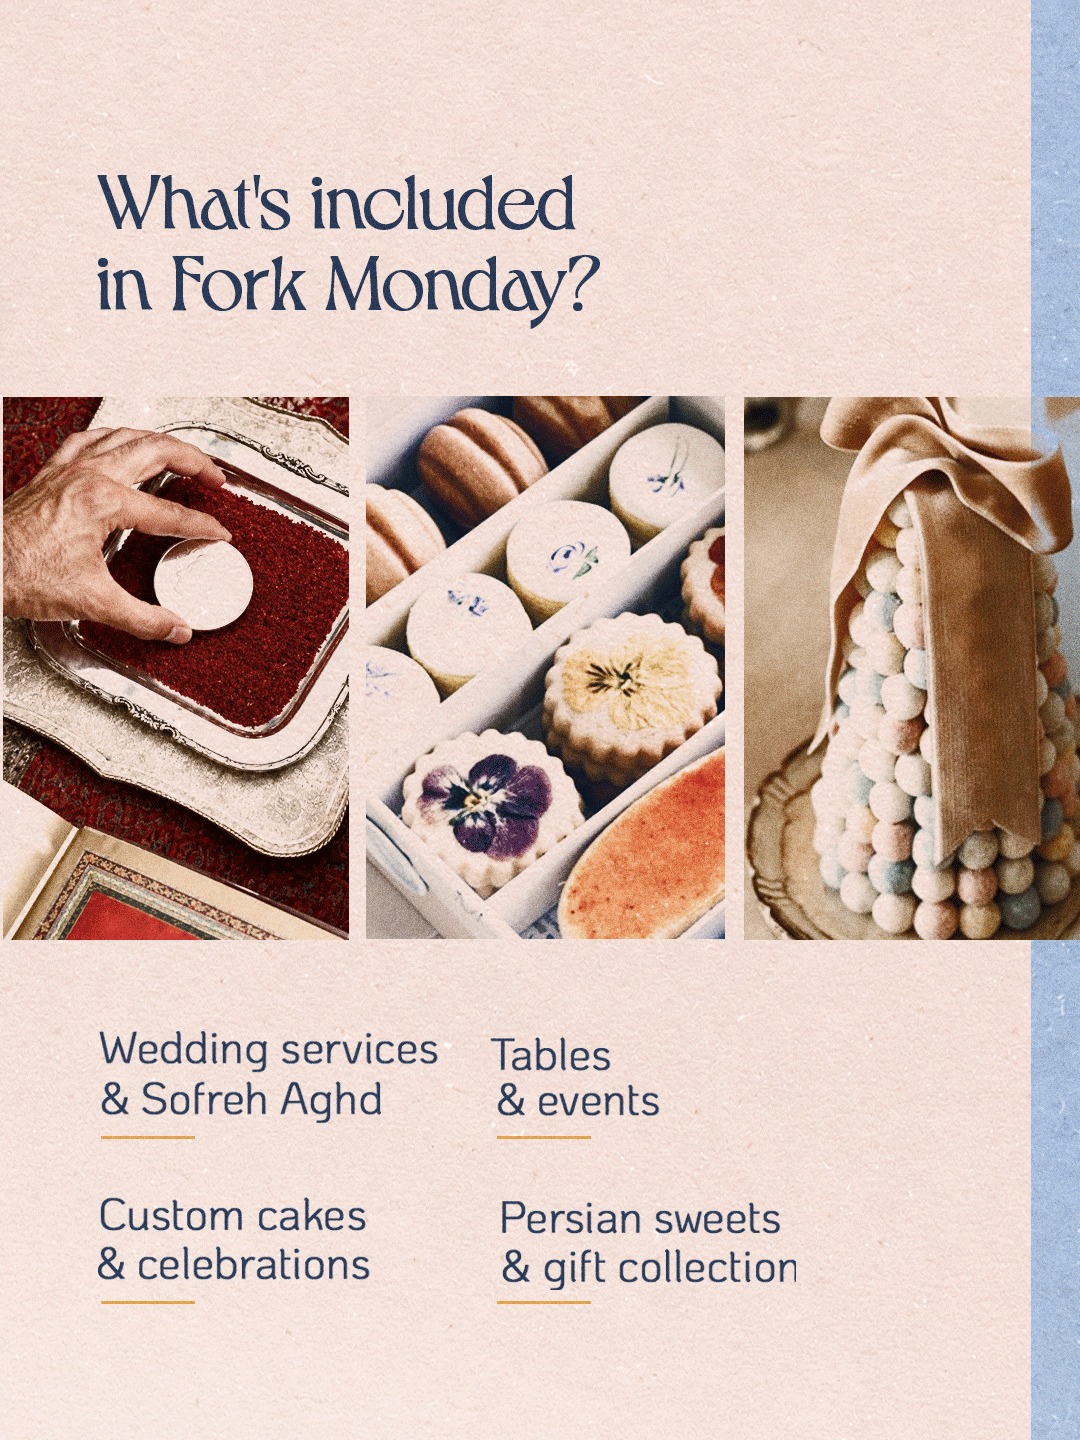 What's included
in Fork Monday?
Wedding services
& Sofreh Aghd
Tables
& events
Custom cakes
& celebrations
Persian sweets
& gift collection